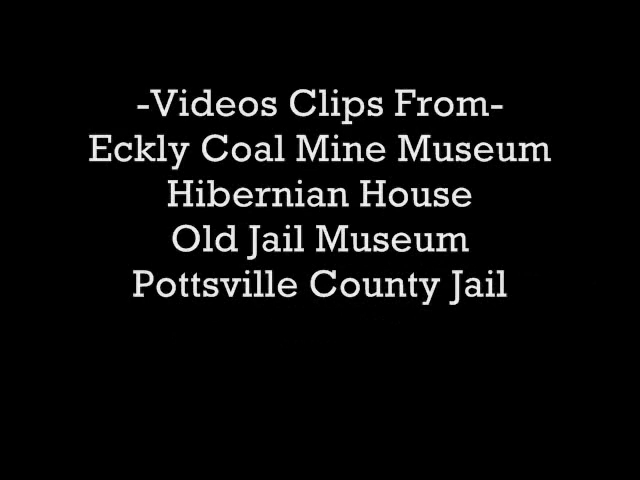 -Videos Clips From-
Eckly Coal Mine Museum
Hibernian House
Old Jail Museum
Pottsville County Jail